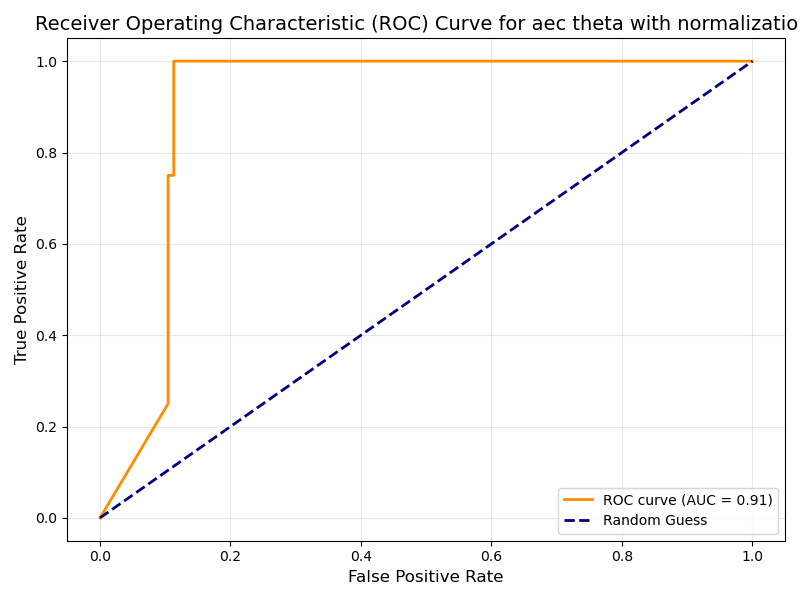 Receiver Operating Characteristic (ROC) Curve for aec theta with normalizatio
1.0
0.8
0.6
0.4
0.2
0.0
True Positive Rate
ROC curve (AUC = 0.91)
Random Guess
0.0 0.2 0.4 0.6 0.8 1.0
False Positive Rate